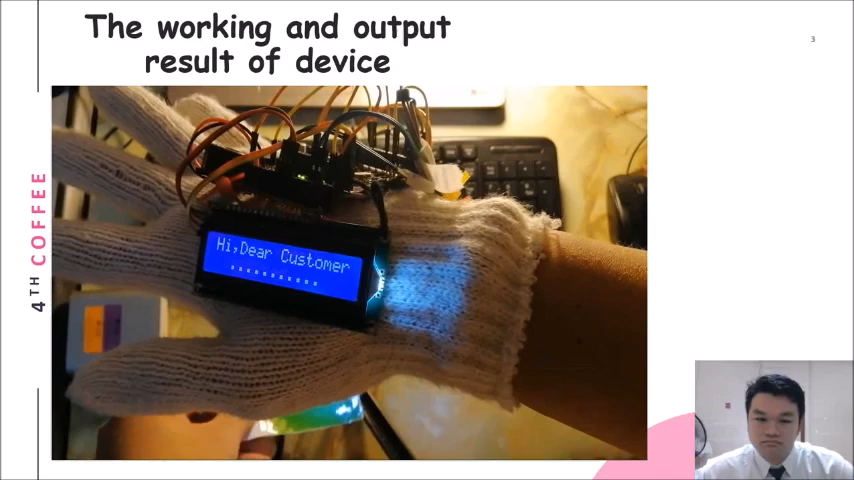 The working and output
result of device
3
4TH COFFEE
Hi,Dear Customer
...........